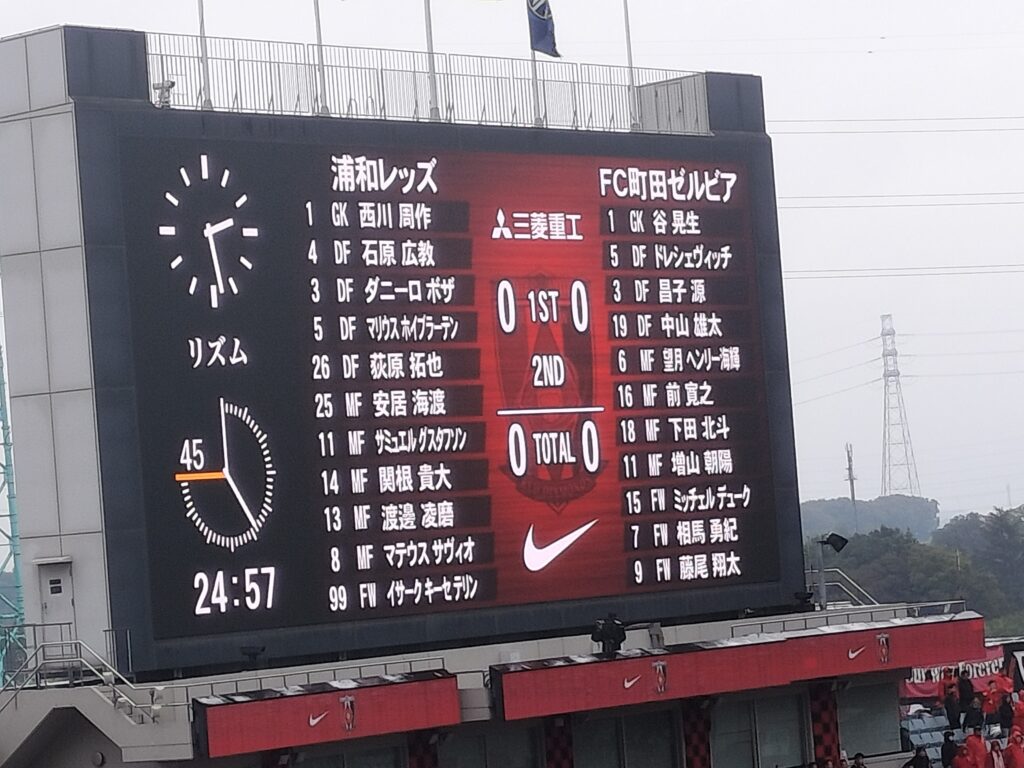 浦和レッズ
1 GK 西川 周作
4 DF 石原 広教
3 DF ダニーロ ボザ
5 DF マリウス ホイブラーテン
26 DF 荻原 拓也
25 MF 安居 海渡
11 MF サミュエル グスタフソン
14 MF 関根 貴大
13 MF 渡邊 凌磨
8 MF マテウス サヴィオ
99 FW イサーク キーセ テリン
三菱重工
0 1ST 0
2ND
0 TOTAL 0
FC町田ゼルビア
1 GK 谷 晃生
5 DF ドレシェヴィッチ
3 DF 昌子 源
19 DF 中山 雄太
6 MF 望月 ヘンリー海輝
16 MF 前 寛之
18 MF 下田 北斗
11 MF 増山 朝陽
15 FW ミッチェル デューク
7 FW 相馬 勇紀
9 FW 藤尾 翔太
リズム
45
24:57
our way Forever